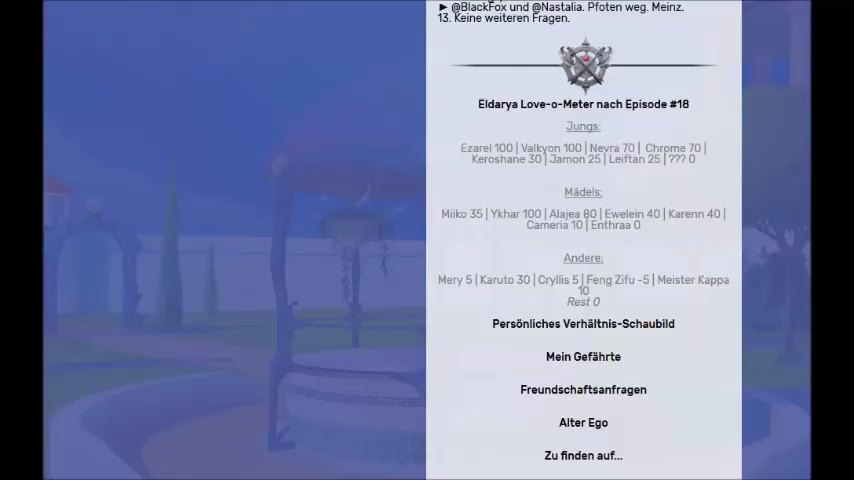 ► @BlackFox und @Nastalia. Pfoten weg. Meinz.
13. Keine weiteren Fragen.
Eldarya Love-o-Meter nach Episode #18
Jungs:
Ezarel 100 | Valkyon 100 | Nevra 70 | Chrome 70 |
Keroshane 30 | Jamon 25 | Leiftan 25 | ??? 0
Mädels:
Miiko 35 | Ykhar 100 | Alajea 80 | Ewelein 40 | Karenn 40 |
Cameria 10 | Enthraa 0
Andere:
Mery 5 | Karuto 30 | Cryllis 5 | Feng Zifu -5 | Meister Kappa
10
Rest 0
Persönliches Verhältnis-Schaubild
Mein Gefährte
Freundschaftsanfragen
Alter Ego
Zu finden auf...